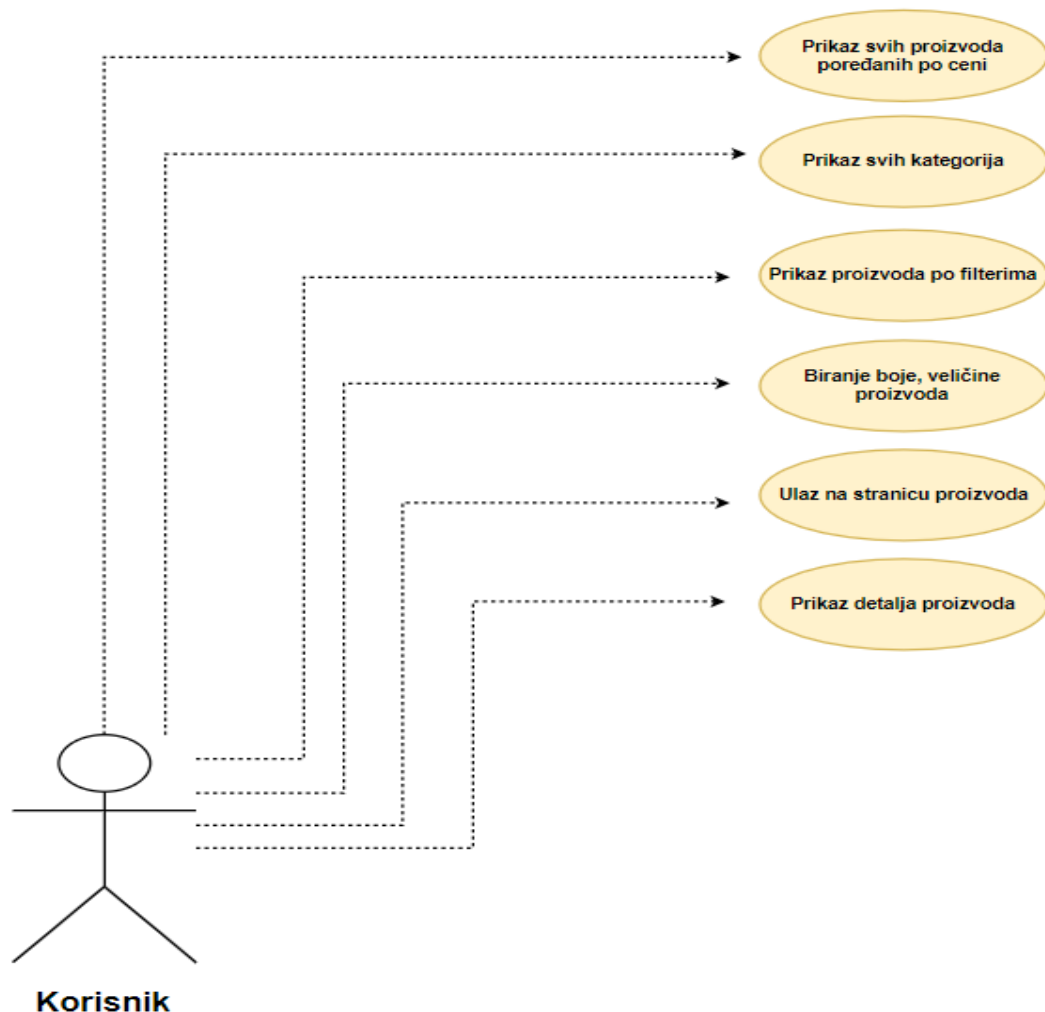 Prikaz svih proizvoda
poređanih po ceni
Prikaz svih kategorija
Prikaz proizvoda po filterima
Biranje boje, veličine
proizvoda
Ulaz na stranicu proizvoda
Prikaz detalja proizvoda
Korisnik